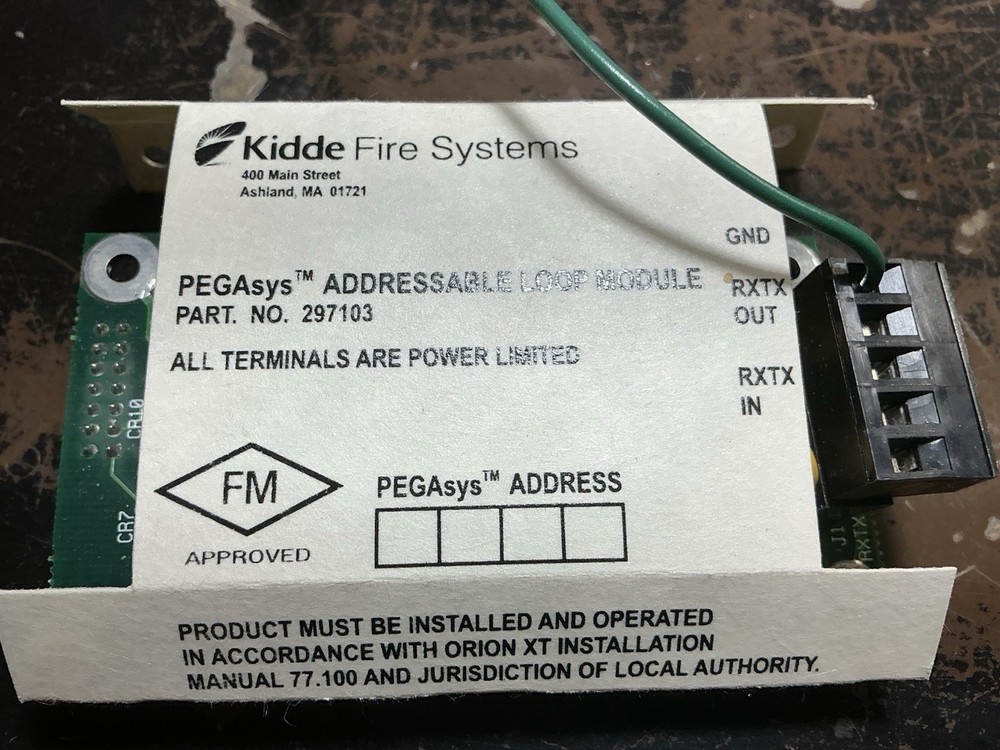 Kidde Fire Systems
400 Main Street
Ashland, MA 01721
GND
PEGAsys™ ADDRESSABLE LOOP MODULE
PART. NO. 297103
RXTX
OUT
ALL TERMINALS ARE POWER LIMITED
RXTX
IN
CR10
CR7
FM
APPROVED
PEGAsys™ ADDRESS
J1
RXTX
PRODUCT MUST BE INSTALLED AND OPERATED
IN ACCORDANCE WITH ORION XT INSTALLATION
MANUAL 77.100 AND JURISDICTION OF LOCAL AUTHORITY.